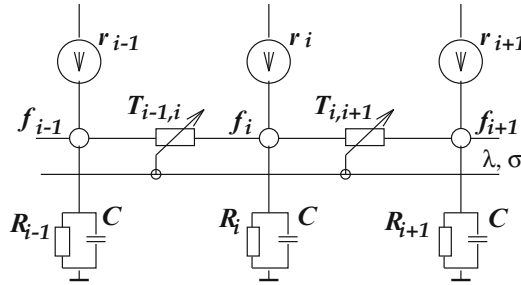 r i-1 r i r i+1
T i-1,i T i,i+1
f i-1 f i f i+1
λ, σ
R i-1 C R i C R i+1 C